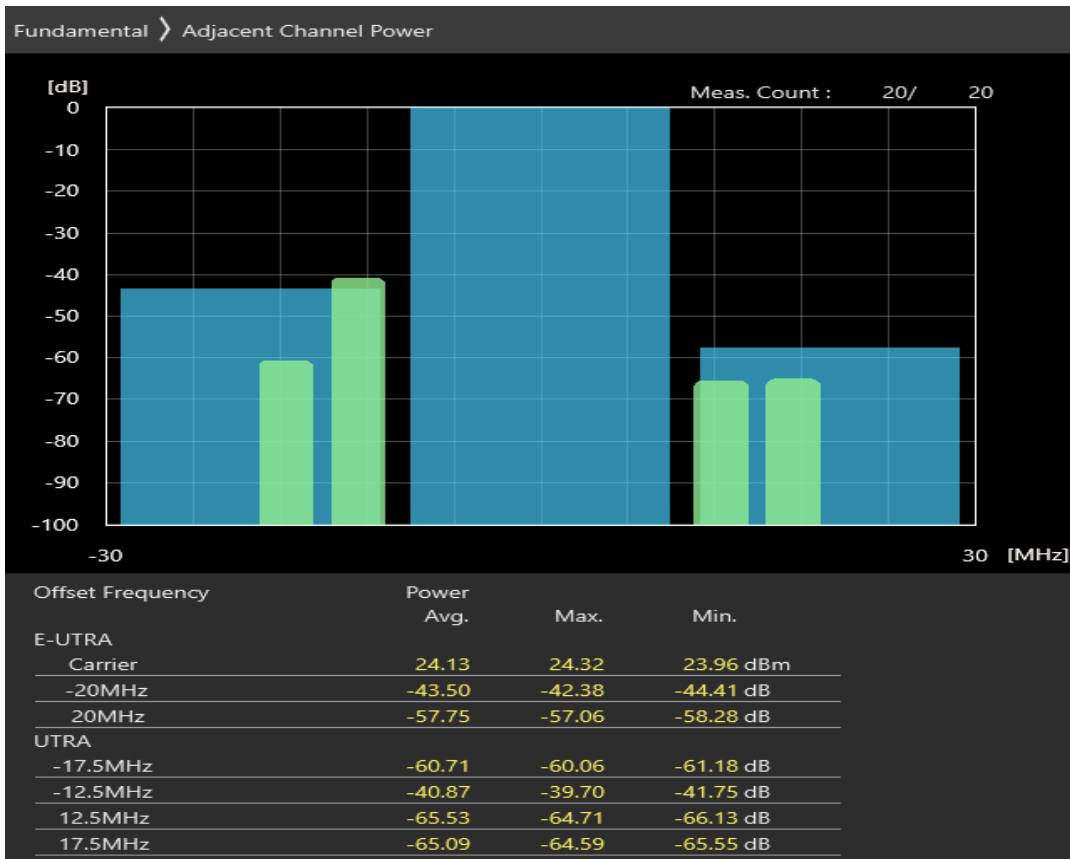 Fundamental 〉 Adjacent Channel Power
[dB]
Meas. Count : 20/ 20
0
-10
-20
-30
-40
-50
-60
-70
-80
-90
-100
-30 30 [MHz]
Offset Frequency Power
Avg. Max. Min.
E-UTRA
Carrier 24.13 24.32 23.96 dBm
-20MHz -43.50 -42.38 -44.41 dB
20MHz -57.75 -57.06 -58.28 dB
UTRA
-17.5MHz -60.71 -60.06 -61.18 dB
-12.5MHz -40.87 -39.70 -41.75 dB
12.5MHz -65.53 -64.71 -66.13 dB
17.5MHz -65.09 -64.59 -65.55 dB